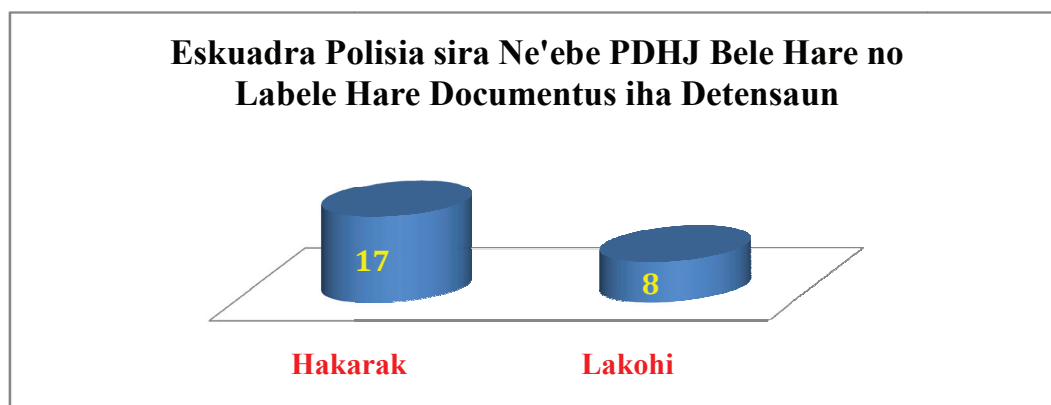 Eskuadra Polisia sira Ne'ebe PDHJ Bele Hare no
Labele Hare Documentus iha Detensaun
17
8
Hakarak
Lakohi